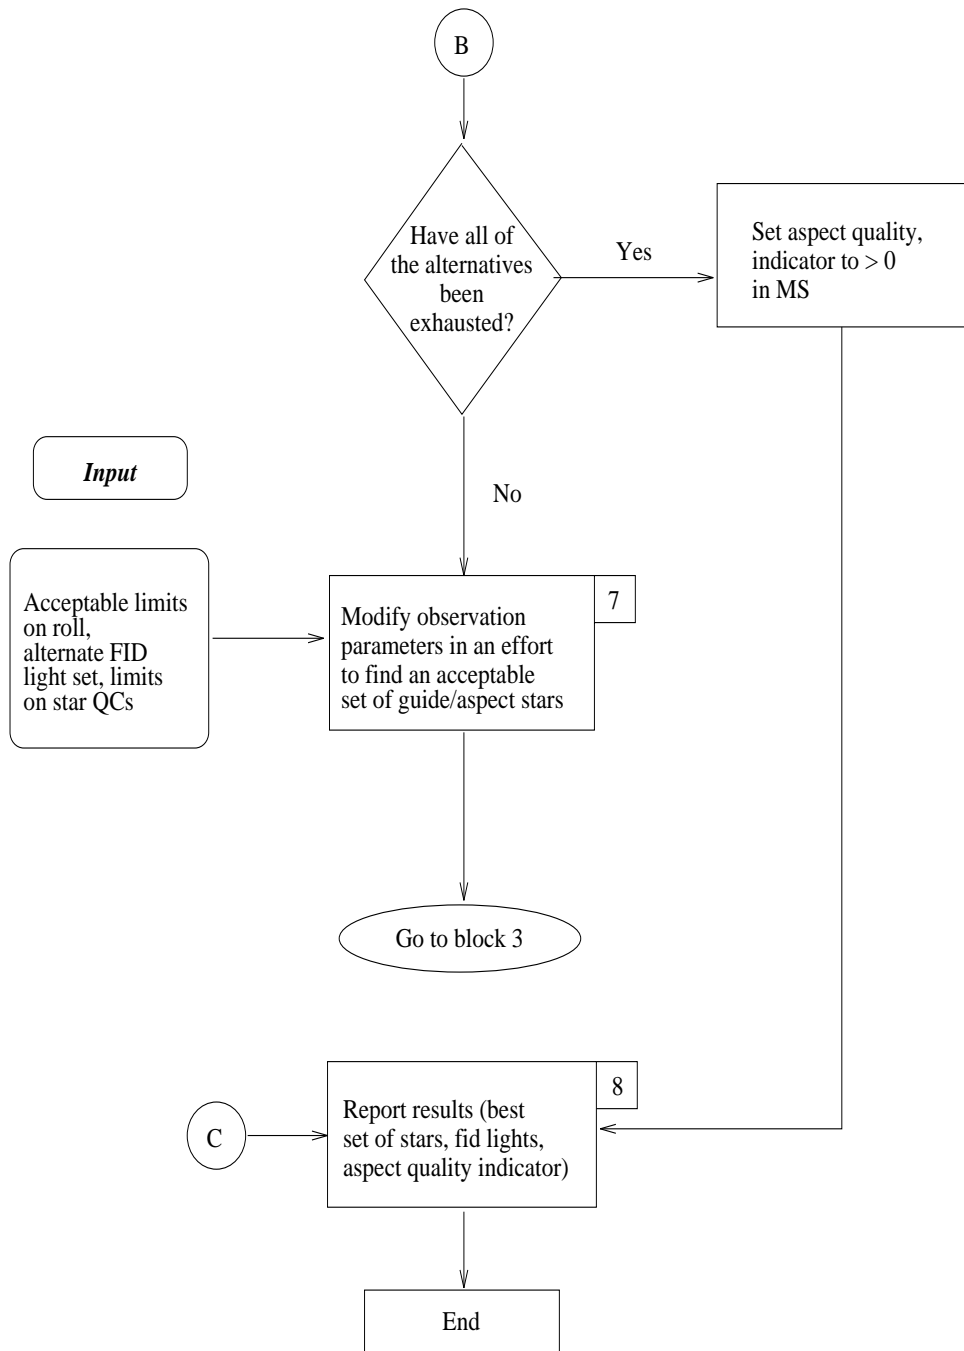 B
Have all of
the alternatives
been
exhausted?
Yes
Set aspect quality,
indicator to > 0
in MS
Input
No
Acceptable limits
on roll,
alternate FID
light set, limits
on star QCs
7
Modify observation
parameters in an effort
to find an acceptable
set of guide/aspect stars
Go to block 3
8
C
Report results (best
set of stars, fid lights,
aspect quality indicator)
End